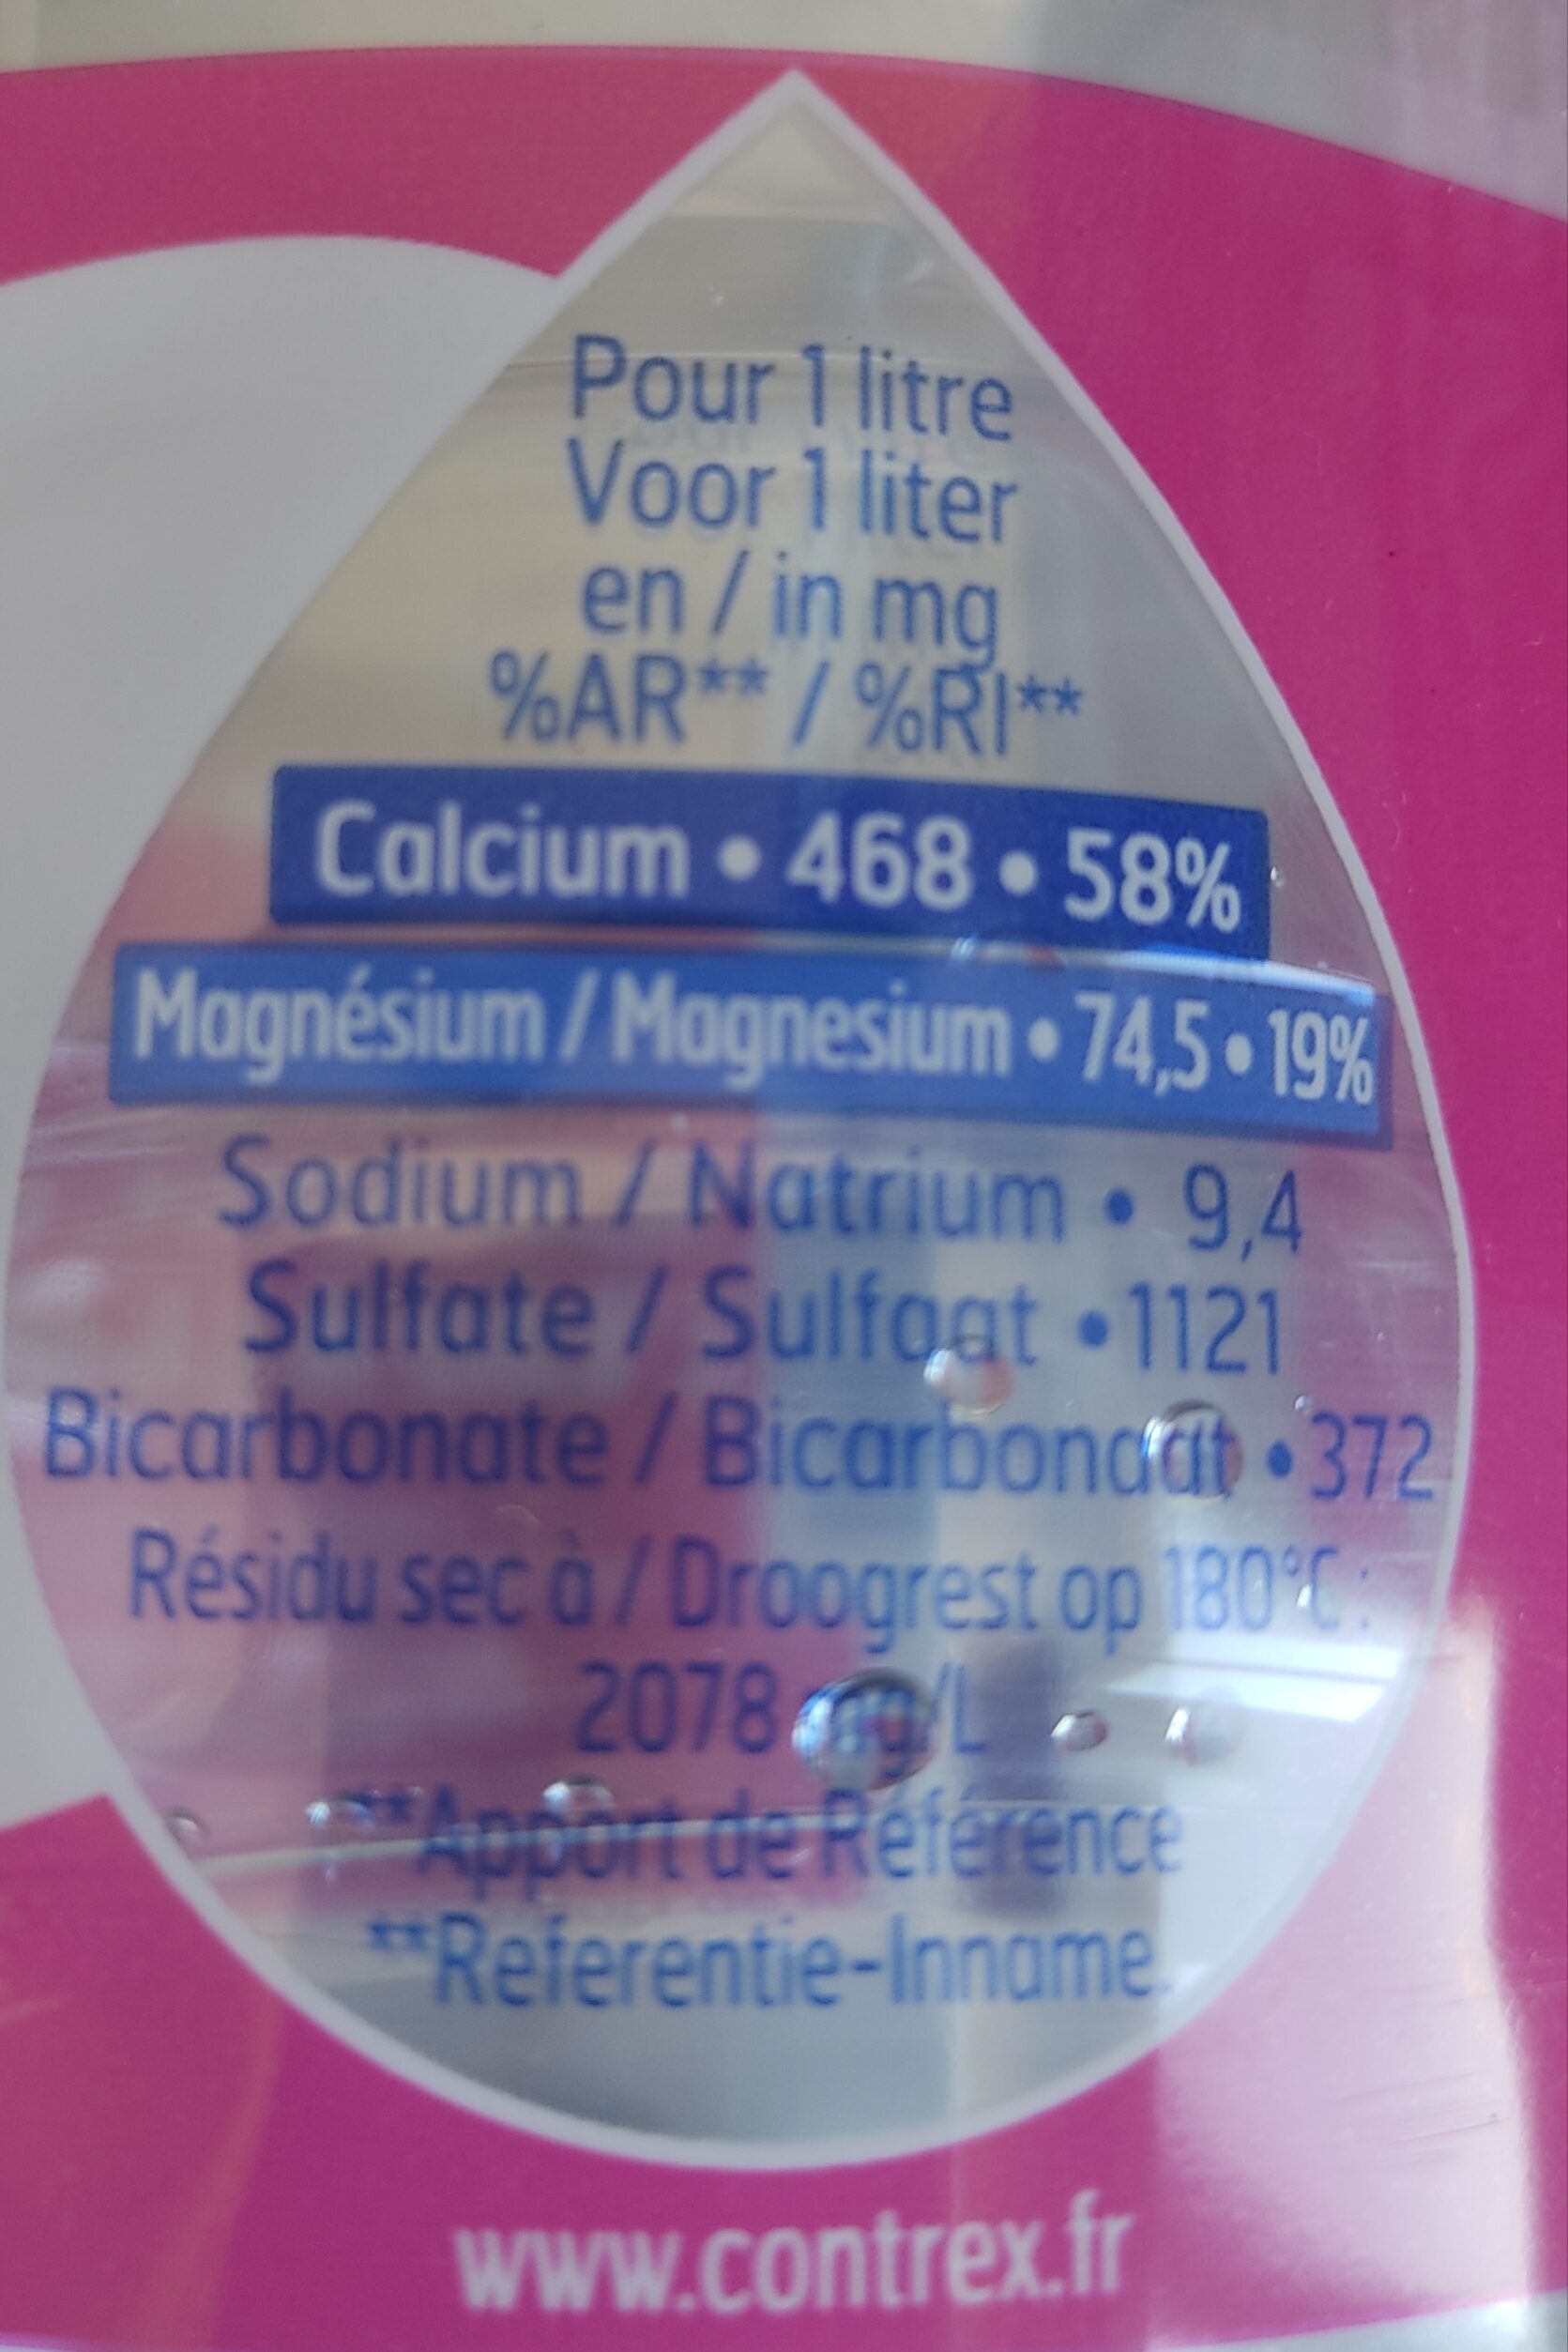 Pour 1 litre
Voor 1 liter
en / in mg
%AR** / %RI**
Calcium • 468 • 58%
Magnésium / Magnesium • 74,5 • 19%
Sodium / Natrium • 9,4
Sulfate / Sulfaat • 1121
Bicarbonate / Bicarbonaat • 372
Résidu sec à / Droogrest op 180°C :
2078 mg/L
**Apport de Référence
**Referentie-Inname.
www.contrex.fr